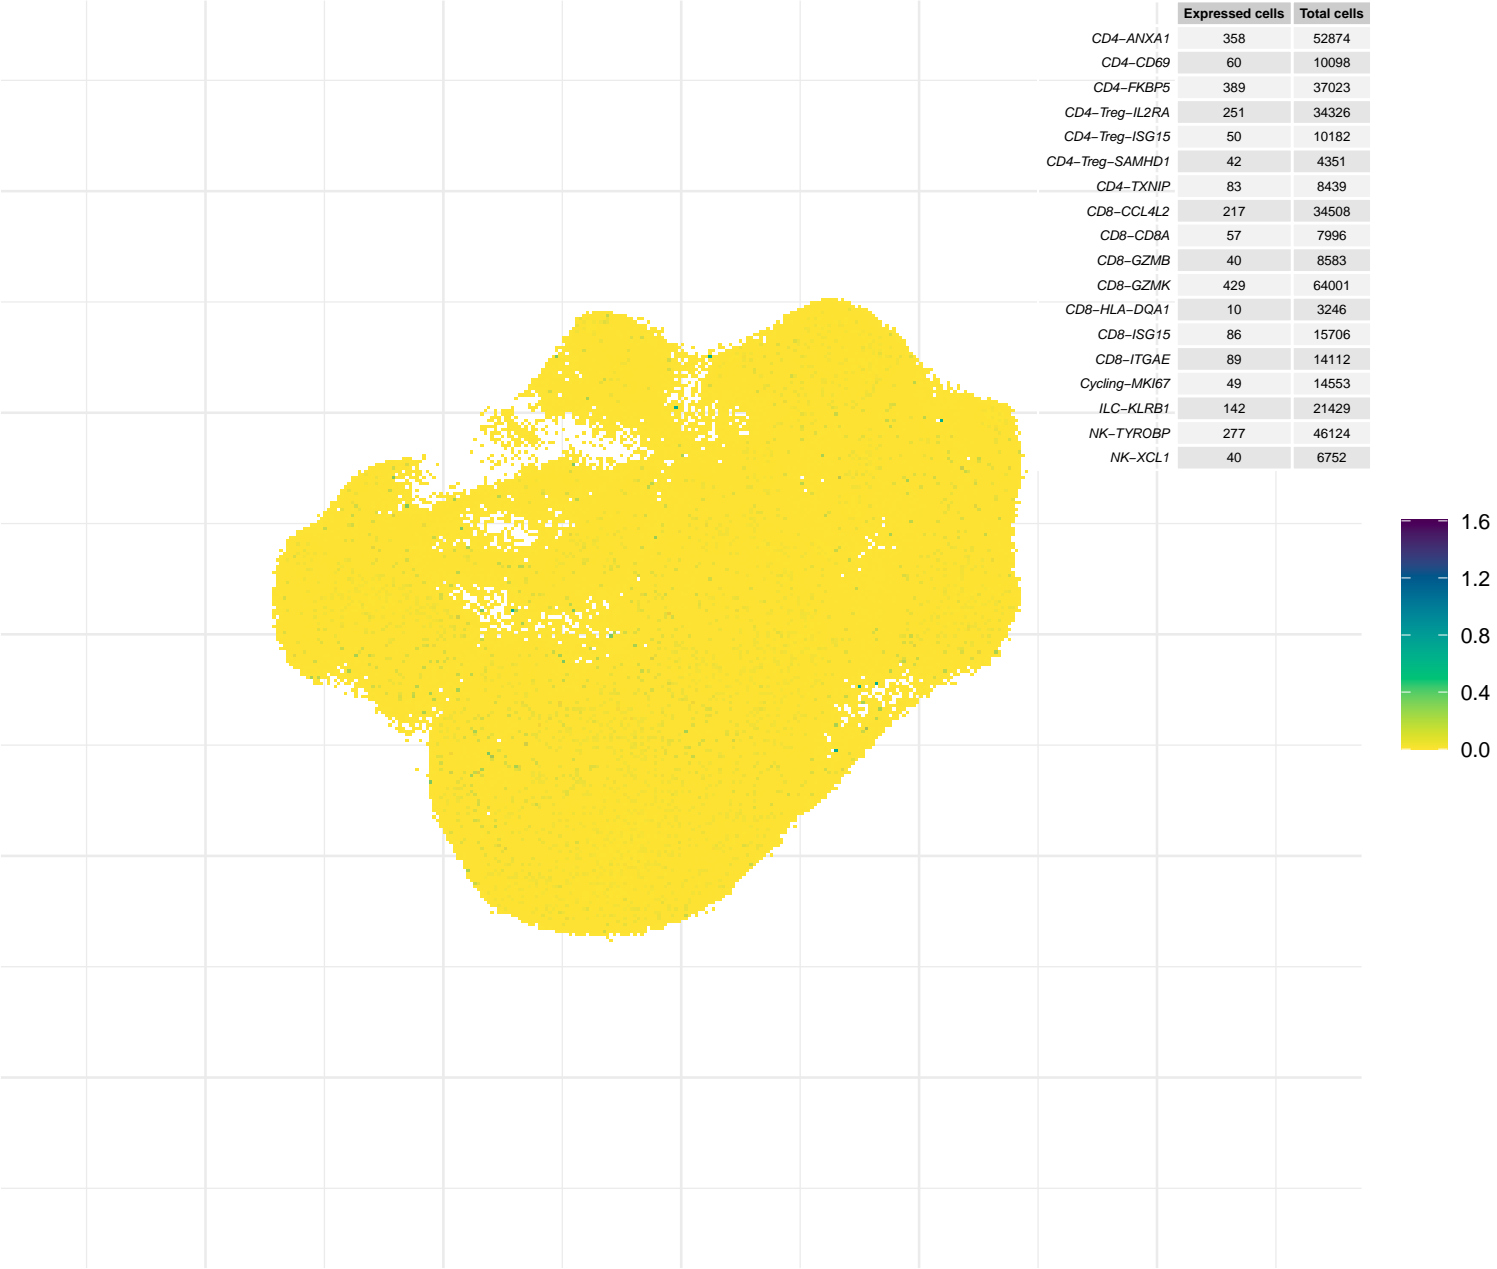 Expressed cells Total cells
CD4−ANXA1 358 52874
CD4−CD69 60 10098
CD4−FKBP5 389 37023
CD4−Treg−IL2RA 251 34326
CD4−Treg−ISG15 50 10182
CD4−Treg−SAMHD1 42 4351
CD4−TXNIP 83 8439
CD8−CCL4L2 217 34508
CD8−CD8A 57 7996
CD8−GZMB 40 8583
CD8−GZMK 429 64001
CD8−HLA−DQA1 10 3246
CD8−ISG15 86 15706
CD8−ITGAE 89 14112
Cycling−MKI67 49 14553
ILC−KLRB1 142 21429
NK−TYROBP 277 46124
NK−XCL1 40 6752
1.6
1.2
0.8
0.4
0.0